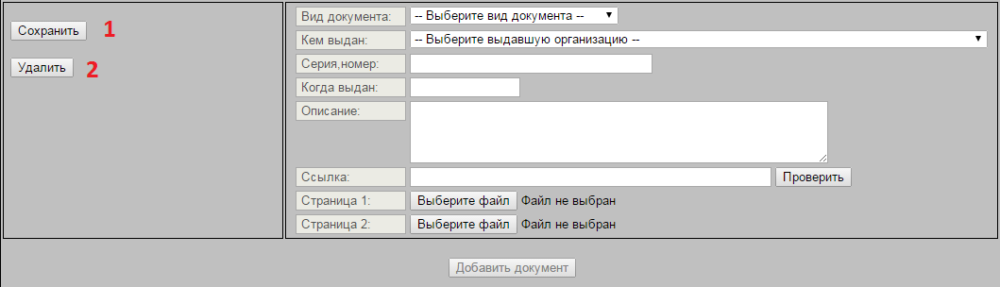 Сохранить 1
Удалить 2
Вид документа: -- Выберите вид документа --
Кем выдан: -- Выберите выдавшую организацию --
Серия,номер:
Когда выдан:
Описание:
Ссылка: Проверить
Страница 1: Выберите файл Файл не выбран
Страница 2: Выберите файл Файл не выбран
Добавить документ